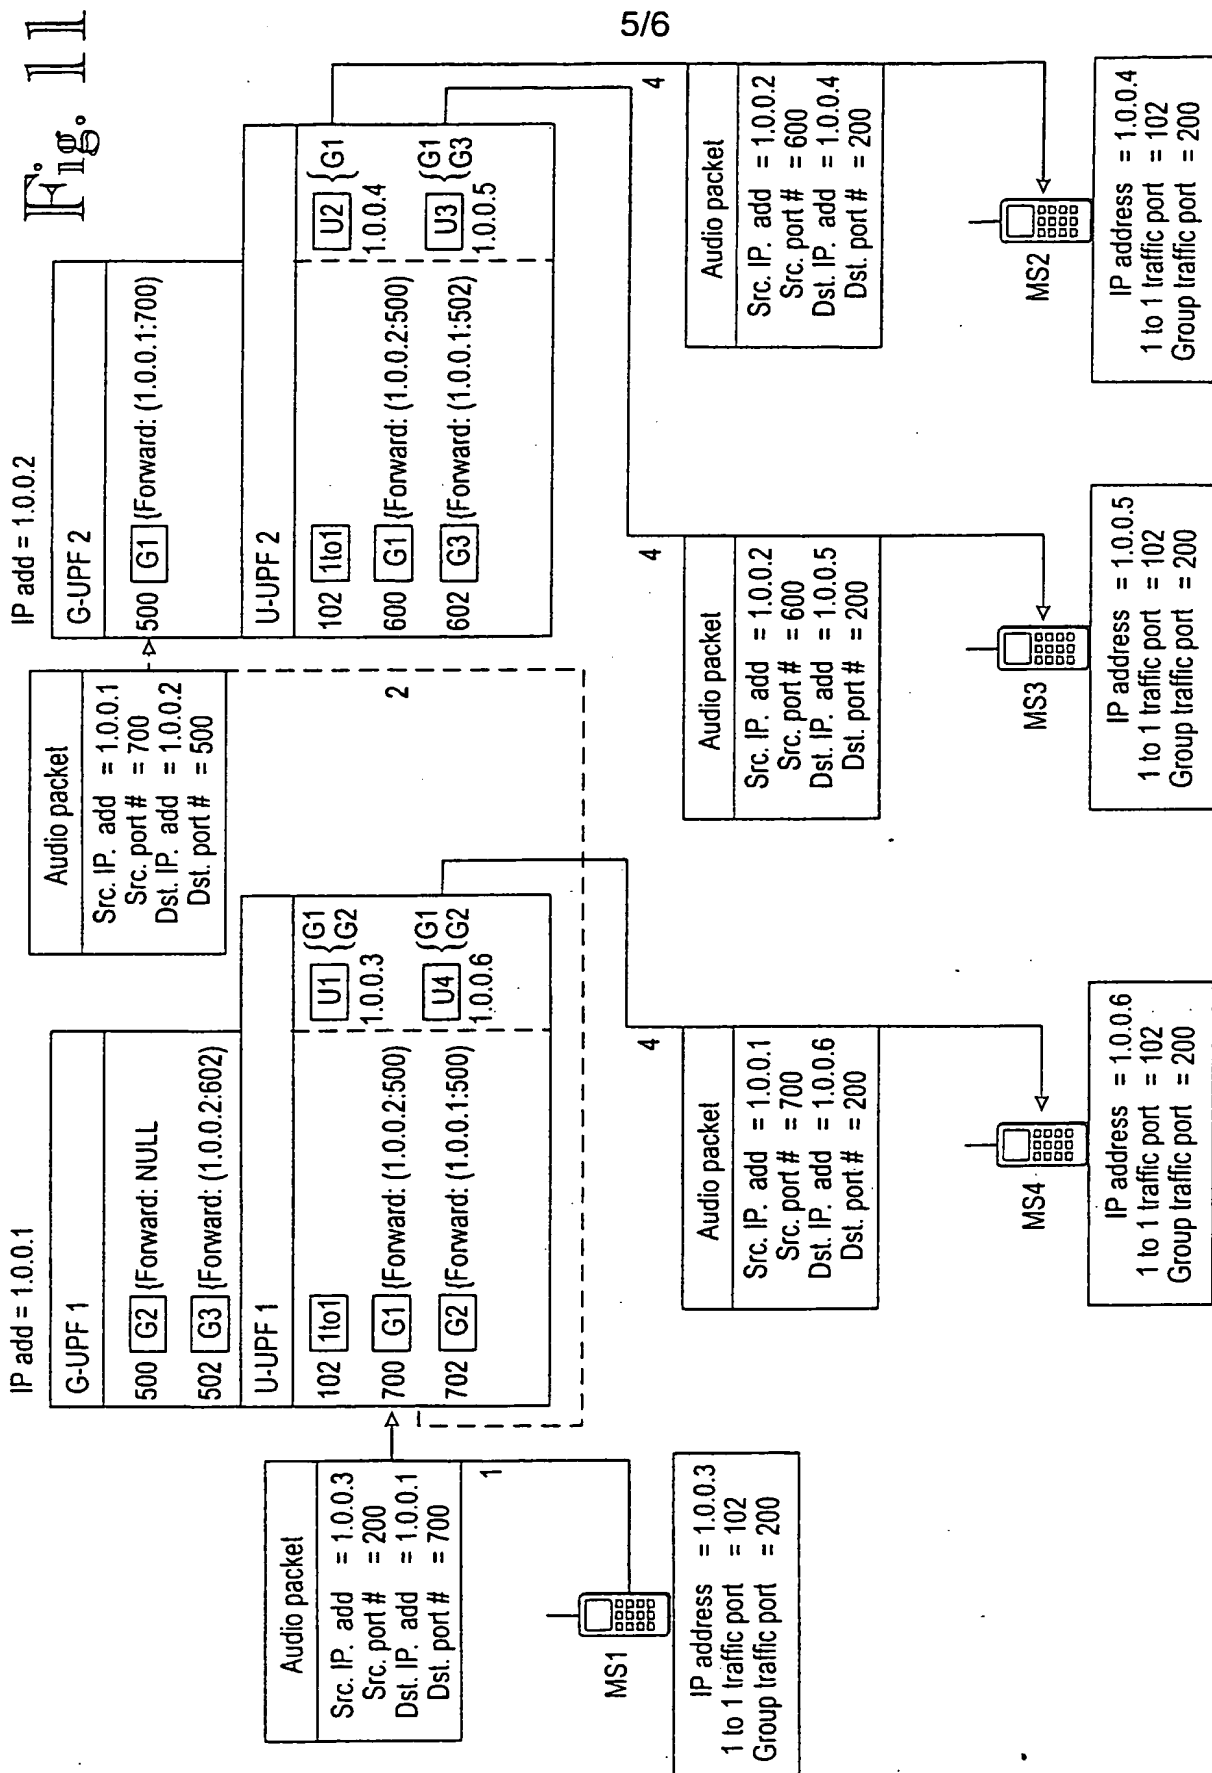 5/6
Fig. 11
IP add = 1.0.0.1
G-UPF 1
500 G2 {Forward: NULL
502 G3 {Forward: (1.0.0.2:602)
U-UPF 1
102 1to1
700 G1 {Forward: (1.0.0.2:500)
702 G2 {Forward: (1.0.0.1:500)
U1 {G1
{G2
1.0.0.3
U4 {G1
{G2
1.0.0.6
Audio packet
Src. IP. add = 1.0.0.1
Src. port # = 700
Dst. IP. add = 1.0.0.2
Dst. port # = 500
2
IP add = 1.0.0.2
G-UPF 2
500 G1 {Forward: (1.0.0.1:700)
U-UPF 2
102 1to1
600 G1 {Forward: (1.0.0.2:500)
602 G3 {Forward: (1.0.0.1:502)
U2 {G1
1.0.0.4
U3 {G1
{G3
1.0.0.5
Audio packet
Src. IP. add = 1.0.0.3
Src. port # = 200
Dst. IP. add = 1.0.0.1
Dst. port # = 700
1
MS1
IP address = 1.0.0.3
1 to 1 traffic port = 102
Group traffic port = 200
4
Audio packet
Src. IP. add = 1.0.0.1
Src. port # = 700
Dst. IP. add = 1.0.0.6
Dst. port # = 200
MS4
IP address = 1.0.0.6
1 to 1 traffic port = 102
Group traffic port = 200
4
Audio packet
Src. IP. add = 1.0.0.2
Src. port # = 600
Dst. IP. add = 1.0.0.5
Dst. port # = 200
MS3
IP address = 1.0.0.5
1 to 1 traffic port = 102
Group traffic port = 200
4
Audio packet
Src. IP. add = 1.0.0.2
Src. port # = 600
Dst. IP. add = 1.0.0.4
Dst. port # = 200
MS2
IP address = 1.0.0.4
1 to 1 traffic port = 102
Group traffic port = 200